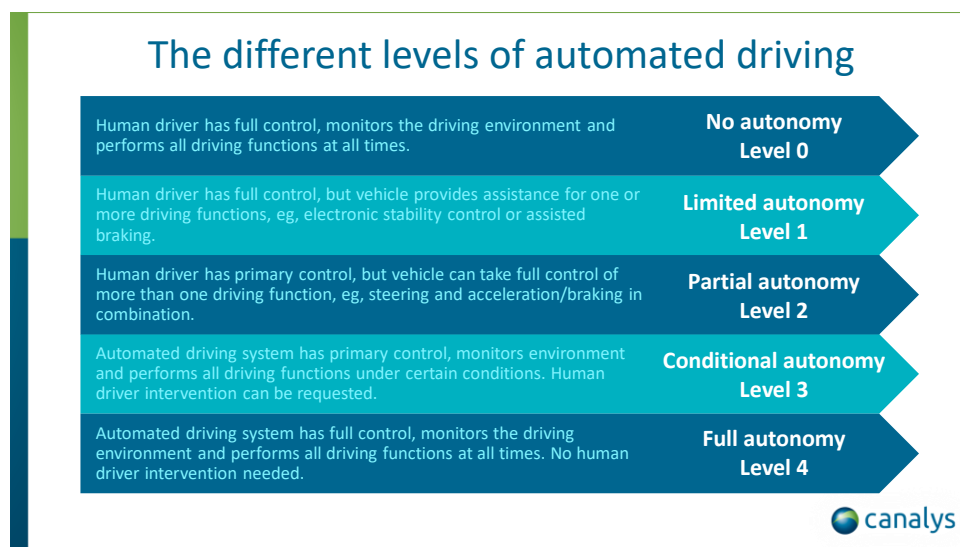 The different levels of automated driving
Human driver has full control, monitors the driving environment and
performs all driving functions at all times.
No autonomy
Level 0
Human driver has full control, but vehicle provides assistance for one or
more driving functions, eg, electronic stability control or assisted
braking.
Limited autonomy
Level 1
Human driver has primary control, but vehicle can take full control of
more than one driving function, eg, steering and acceleration/braking in
combination.
Partial autonomy
Level 2
Automated driving system has primary control, monitors environment
and performs all driving functions under certain conditions. Human
driver intervention can be requested.
Conditional autonomy
Level 3
Automated driving system has full control, monitors the driving
environment and performs all driving functions at all times. No human
driver intervention needed.
Full autonomy
Level 4
canalys